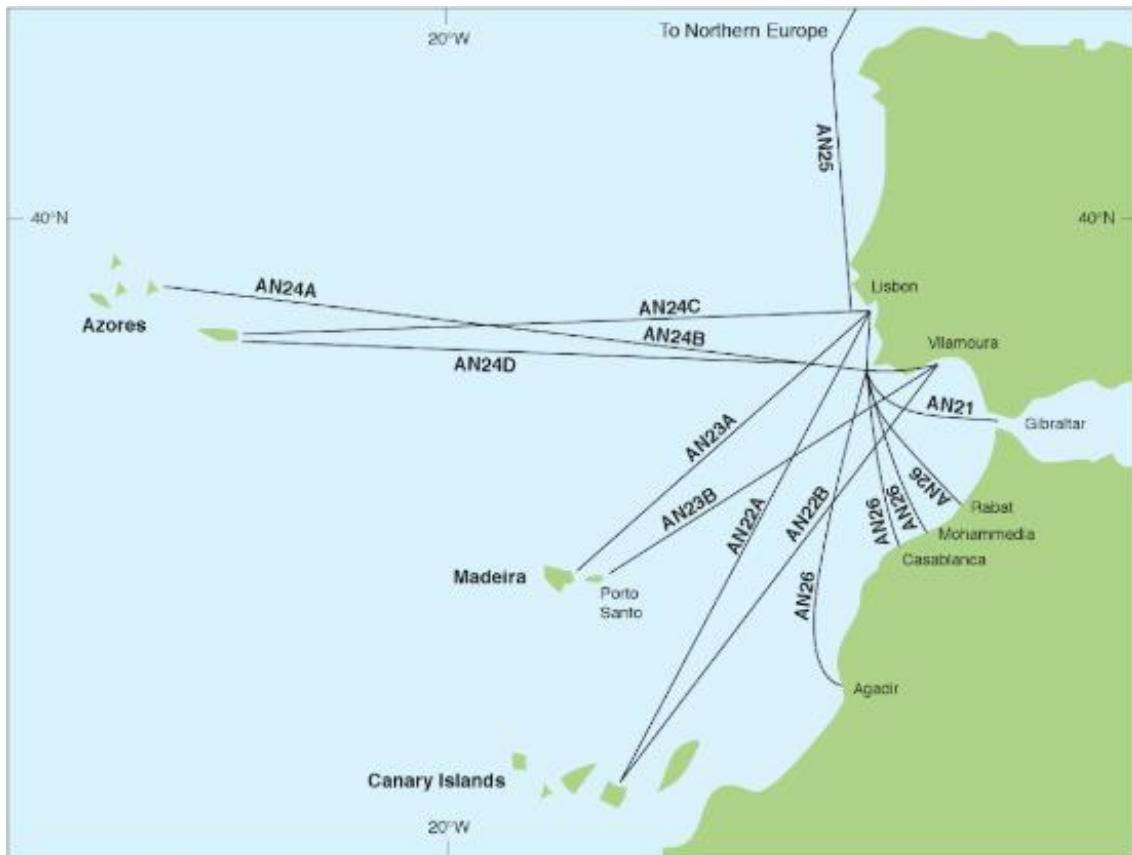 20°W
To Northern Europe
AN25
40°N
40°N
AN24A
Lisbon
AN24C
Azores
AN24B
Vilamoura
AN24D
AN21
Gibraltar
AN23A
AN26
AN23B
AN22A
AN22B
AN26
AN26
Rabat
Mohammedia
Casablanca
Madeira
Porto
Santo
AN26
Agadir
Canary Islands
20°W